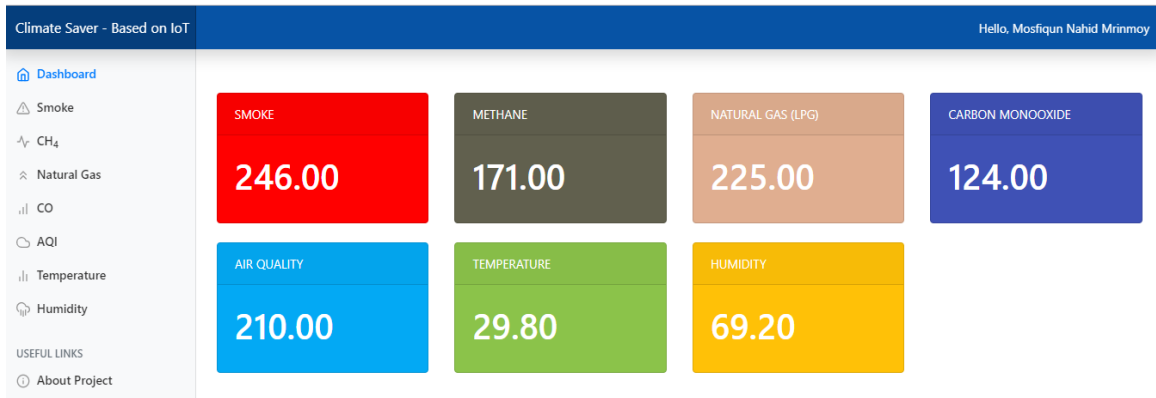 Climate Saver - Based on IoT
Hello, Mosfiqun Nahid Mrinmoy
Dashboard
Smoke
CH₄
Natural Gas
CO
AQI
Temperature
Humidity
USEFUL LINKS
About Project
SMOKE
246.00
METHANE
171.00
NATURAL GAS (LPG)
225.00
CARBON MONOOXIDE
124.00
AIR QUALITY
210.00
TEMPERATURE
29.80
HUMIDITY
69.20